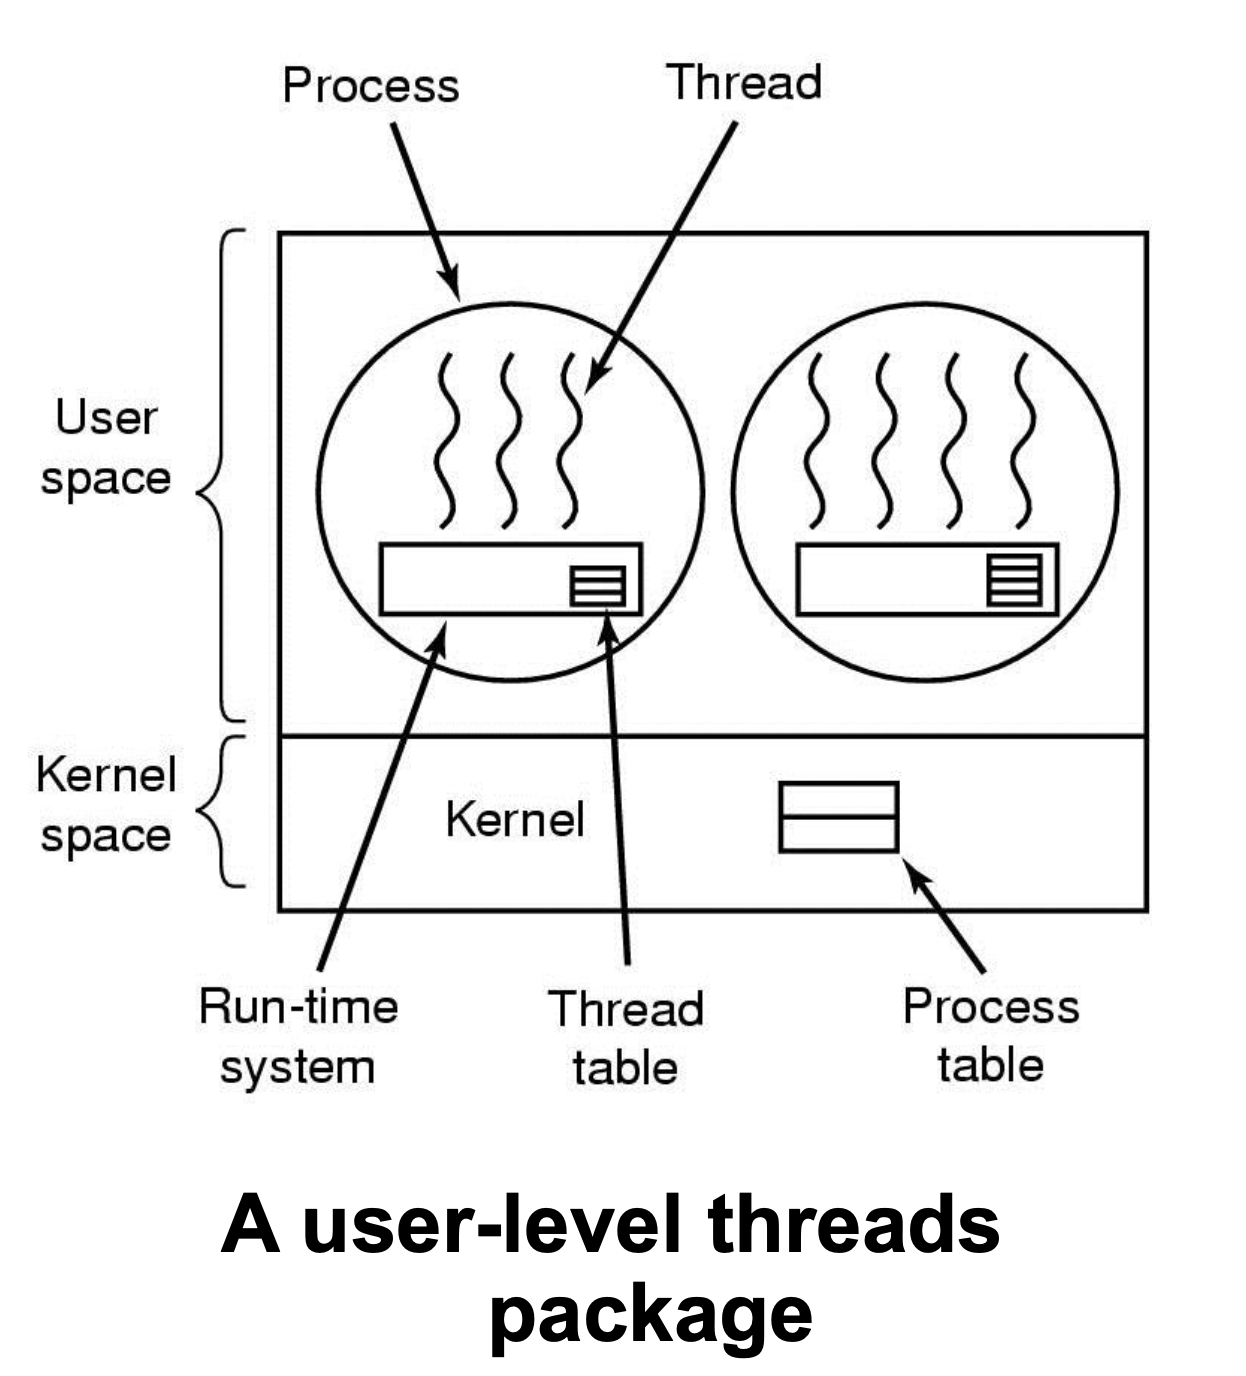 Process
Thread
User
space
Kernel
space
Kernel
Run-time
system
Thread
table
Process
table
A user-level threads
package